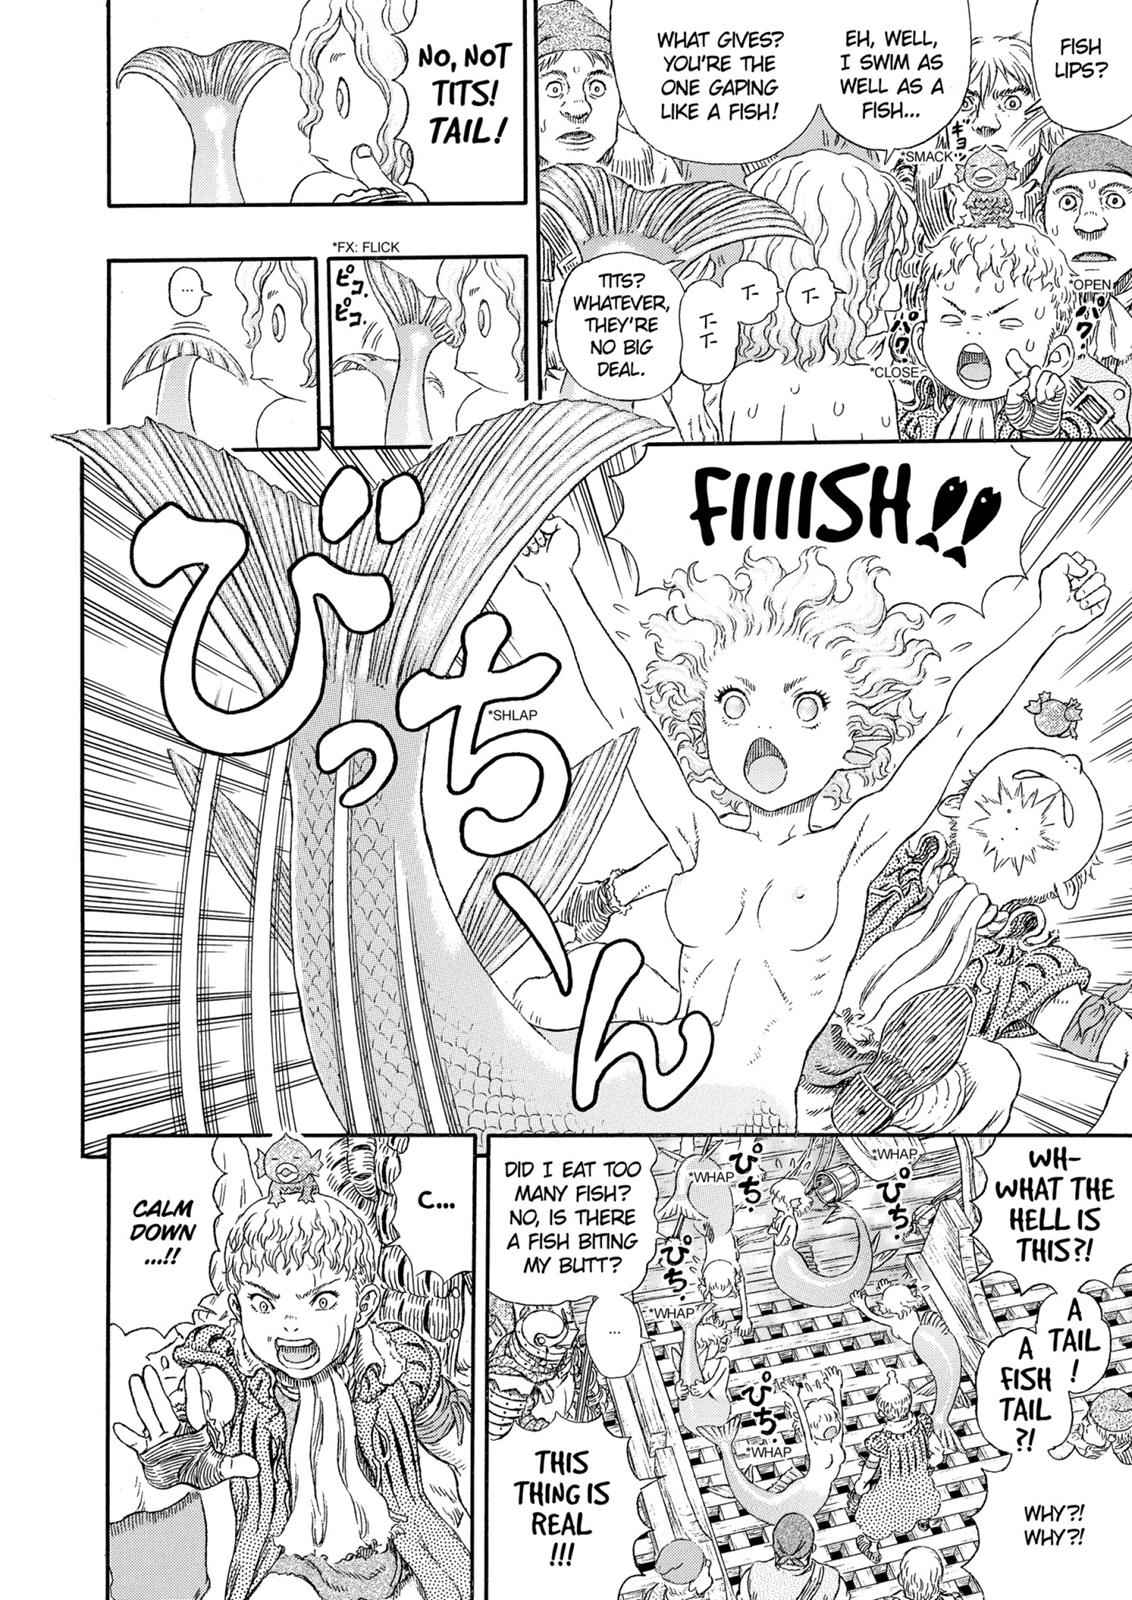 FISH
LIPS?
EH, WELL,
I SWIM AS
WELL AS A
FISH...
WHAT GIVES?
YOU'RE THE
ONE GAPING
LIKE A FISH!
ギョ
*SMACK
*OPEN
パク
パク
*CLOSE
T-
T-
T-
T-
TITS?
WHATEVER,
THEY'RE
NO BIG
DEAL.
NO, NOT
TITS!
TAIL!
*FX: FLICK
ピコ.
ピコ.
...
FIIIISH!!
びっちーん
*SHLAP
WH-
WHAT THE
HELL IS
THIS?!
A
TAIL
!
A
FISH
TAIL
?!
WHY?!
WHY?!
*WHAP
ぴち.
*WHAP
ぴち.
ぴち.
*WHAP
ぴち.
*WHAP
DID I EAT TOO
MANY FISH?
NO, IS THERE
A FISH BITING
MY BUTT?
...
THIS
THING IS
REAL
!!!
C...
CALM
DOWN
...!!